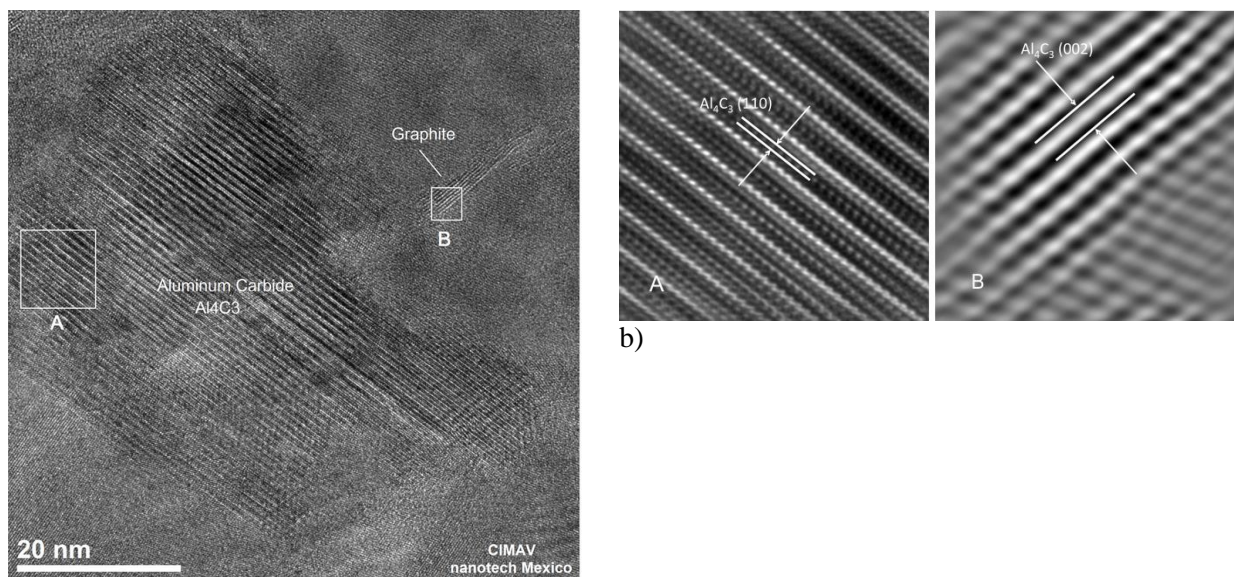 Graphite
B
A
Aluminum Carbide
Al4C3
20 nm
CIMAV
nanotech Mexico
Al₄C₃ (110)
A
Al₄C₃ (002)
B
b)